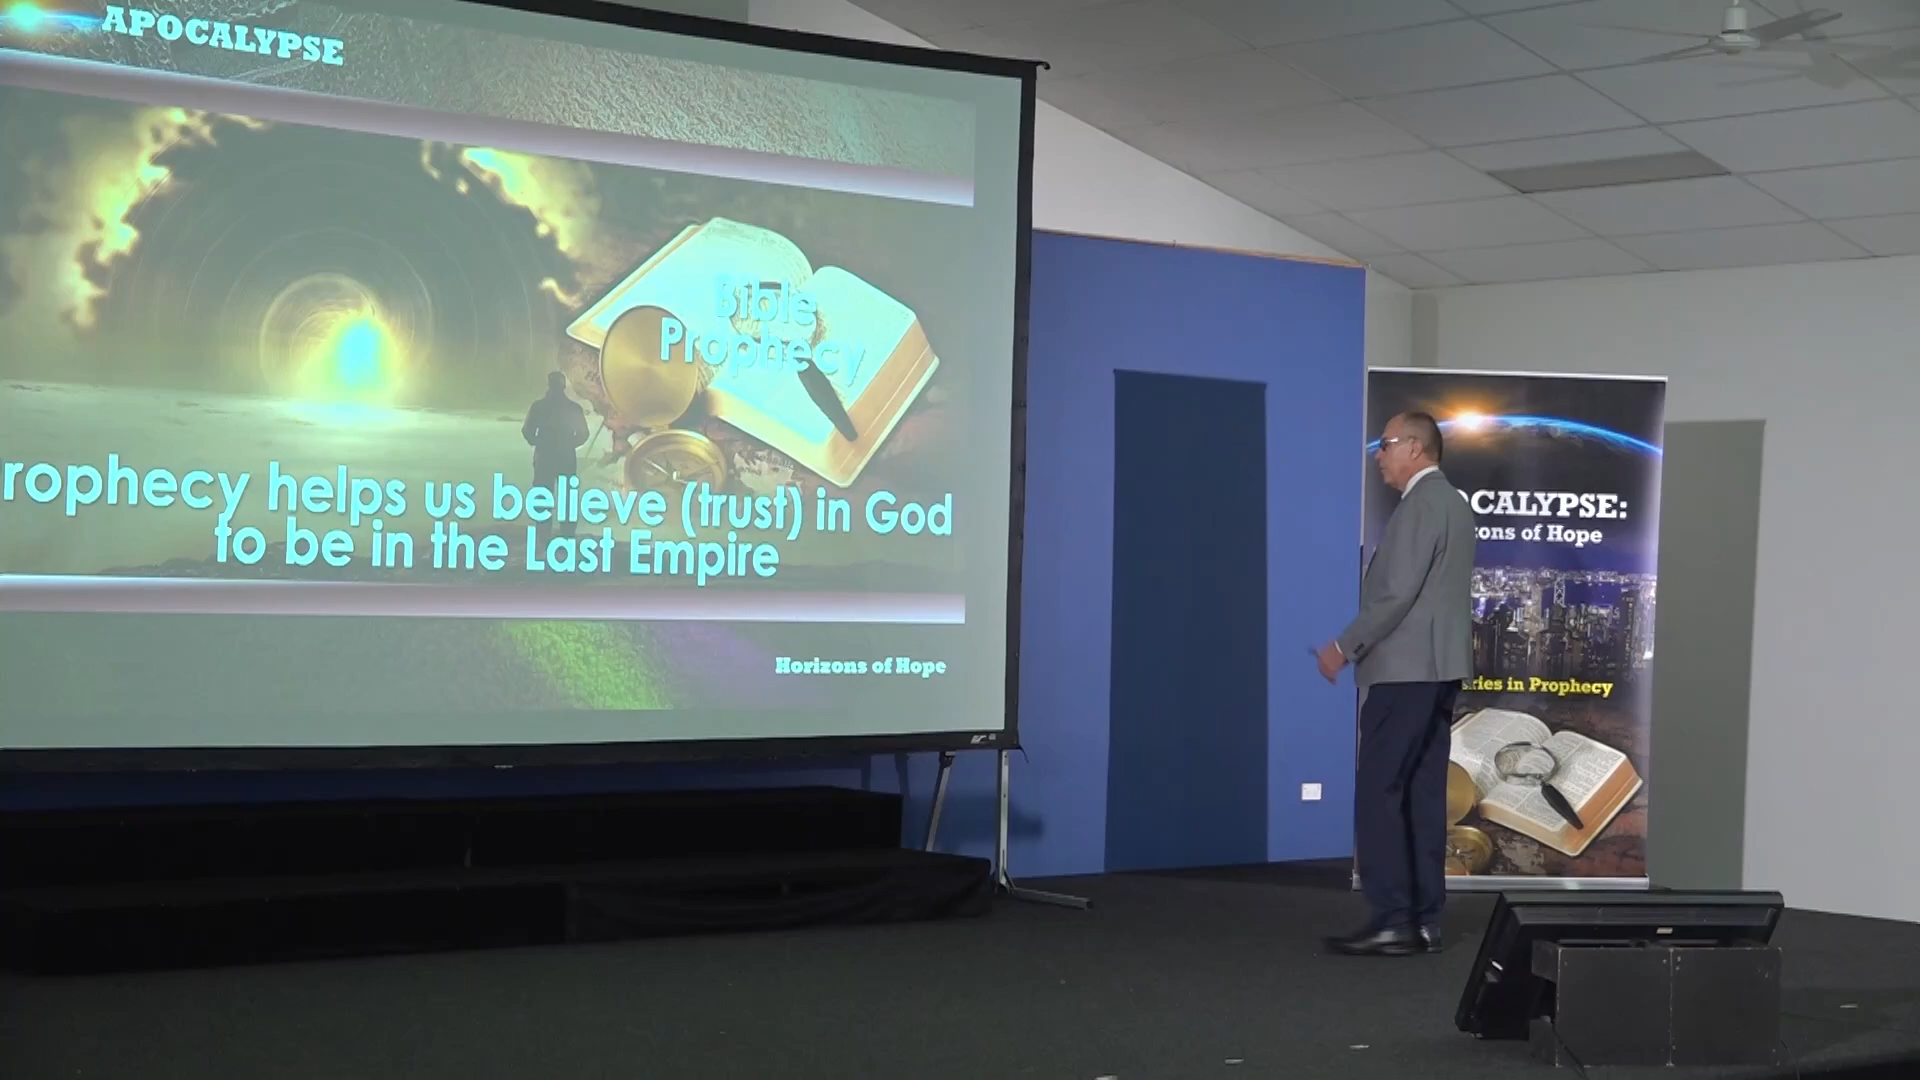 APOCALYPSE
Bible
Prophecy
rophecy helps us believe (trust) in God
to be in the Last Empire
Horizons of Hope
OCALYPSE:
zons of Hope
ries in Prophecy